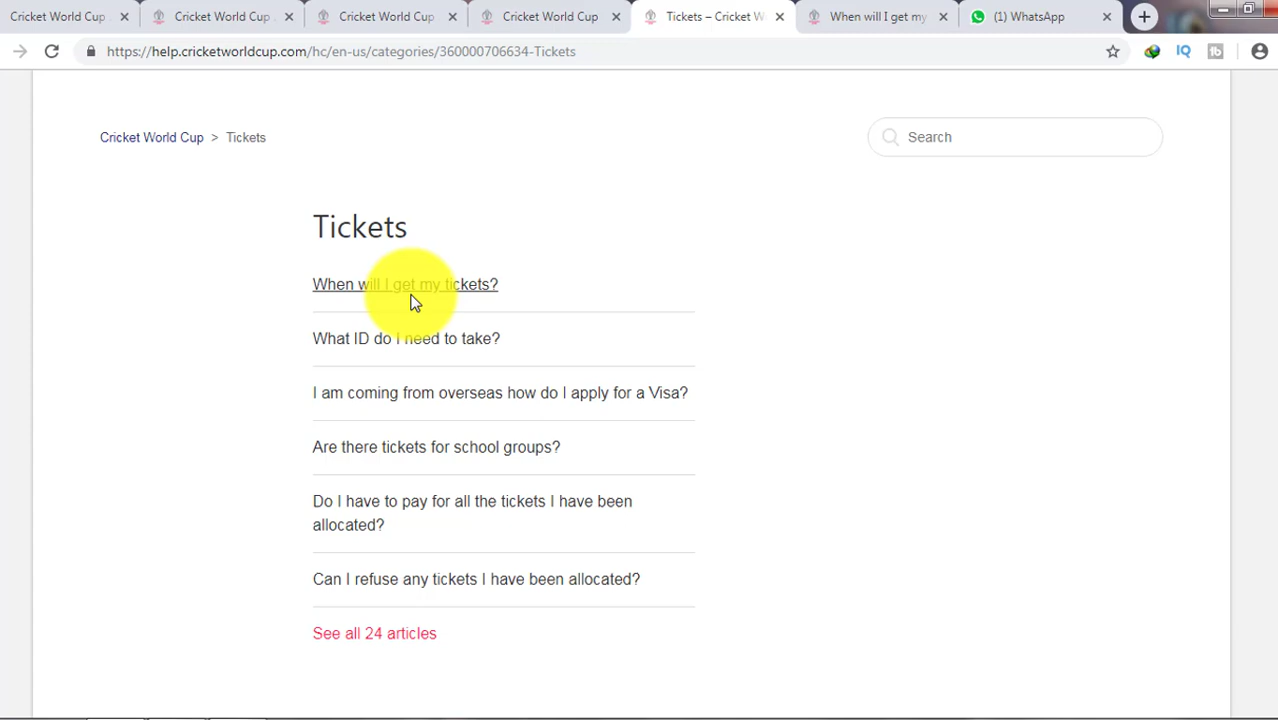 Cricket World Cup
Cricket World Cup
Cricket World Cup
Cricket World Cup
Tickets – Cricket W
When will I get my
(1) WhatsApp
https://help.cricketworldcup.com/hc/en-us/categories/360000706634-Tickets
IQ
Cricket World Cup > Tickets
Search
Tickets
When will I get my tickets?
What ID do I need to take?
I am coming from overseas how do I apply for a Visa?
Are there tickets for school groups?
Do I have to pay for all the tickets I have been
allocated?
Can I refuse any tickets I have been allocated?
See all 24 articles